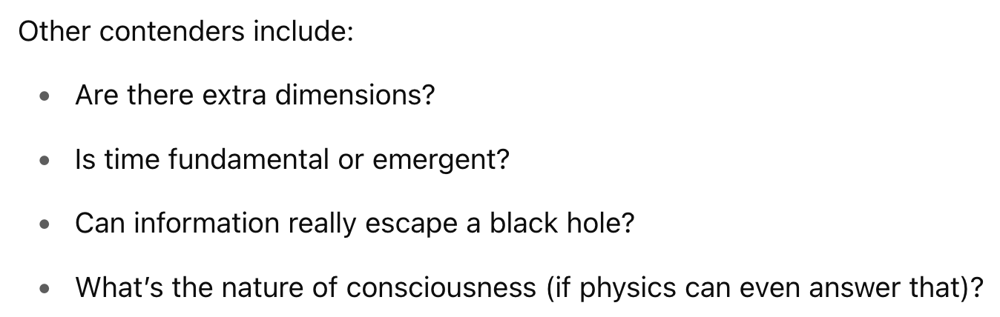 Other contenders include:
• Are there extra dimensions?
• Is time fundamental or emergent?
• Can information really escape a black hole?
• What’s the nature of consciousness (if physics can even answer that)?